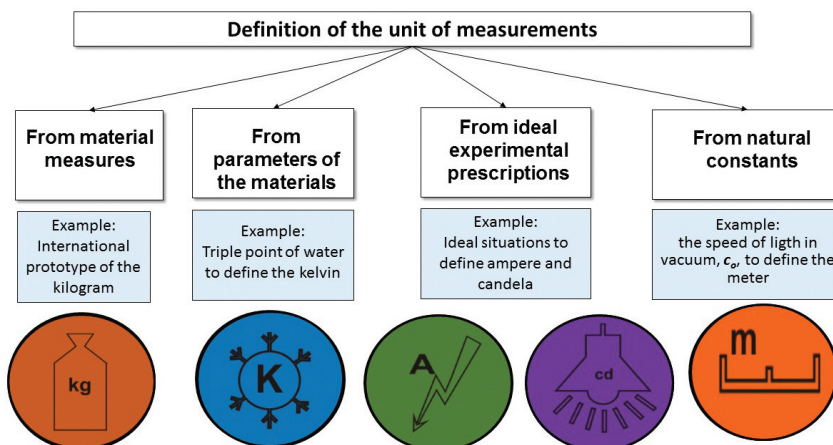 Definition of the unit of measurements
From material
measures
From
parameters of
the materials
From ideal
experimental
prescriptions
From natural
constants
Example:
International
prototype of the
kilogram
Example:
Triple point of water
to define the kelvin
Example:
Ideal situations to
define ampere and
candela
Example:
the speed of ligth in
vacuum, cₒ, to define the
meter
kg
K
A
cd
m